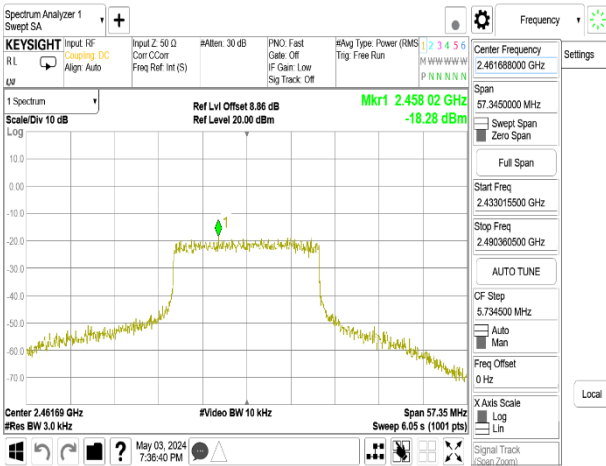 Spectrum Analyzer 1
Swept SA
Frequency
KEYSIGHT
RL
Input: RF
Coupling: DC
Align: Auto
Input Z: 50 Ω
Corr CCorr
Freq Ref: Int (S)
#Atten: 30 dB
PNO: Fast
Gate: Off
IF Gain: Low
Sig Track: Off
#Avg Type: Power (RMS
Trig: Free Run
1 2 3 4 5 6
M W W W W W
P N N N N N
Settings
1 Spectrum
Scale/Div 10 dB
Log
Ref Lvl Offset 8.86 dB
Ref Level 20.00 dBm
Mkr1 2.458 02 GHz
-18.28 dBm
10.0
0.00
-10.0
-20.0
-30.0
-40.0
-50.0
-60.0
-70.0
1
Center 2.46169 GHz
#Res BW 3.0 kHz
#Video BW 10 kHz
Span 57.35 MHz
Sweep 6.05 s (1001 pts)
Center Frequency
2.461688000 GHz
Span
57.3450000 MHz
Swept Span
Zero Span
Full Span
Start Freq
2.433015500 GHz
Stop Freq
2.490360500 GHz
AUTO TUNE
CF Step
5.734500 MHz
Auto
Man
Freq Offset
0 Hz
X Axis Scale
Log
Lin
Signal Track
(Span Zoom)
Local
May 03, 2024
7:36:40 PM